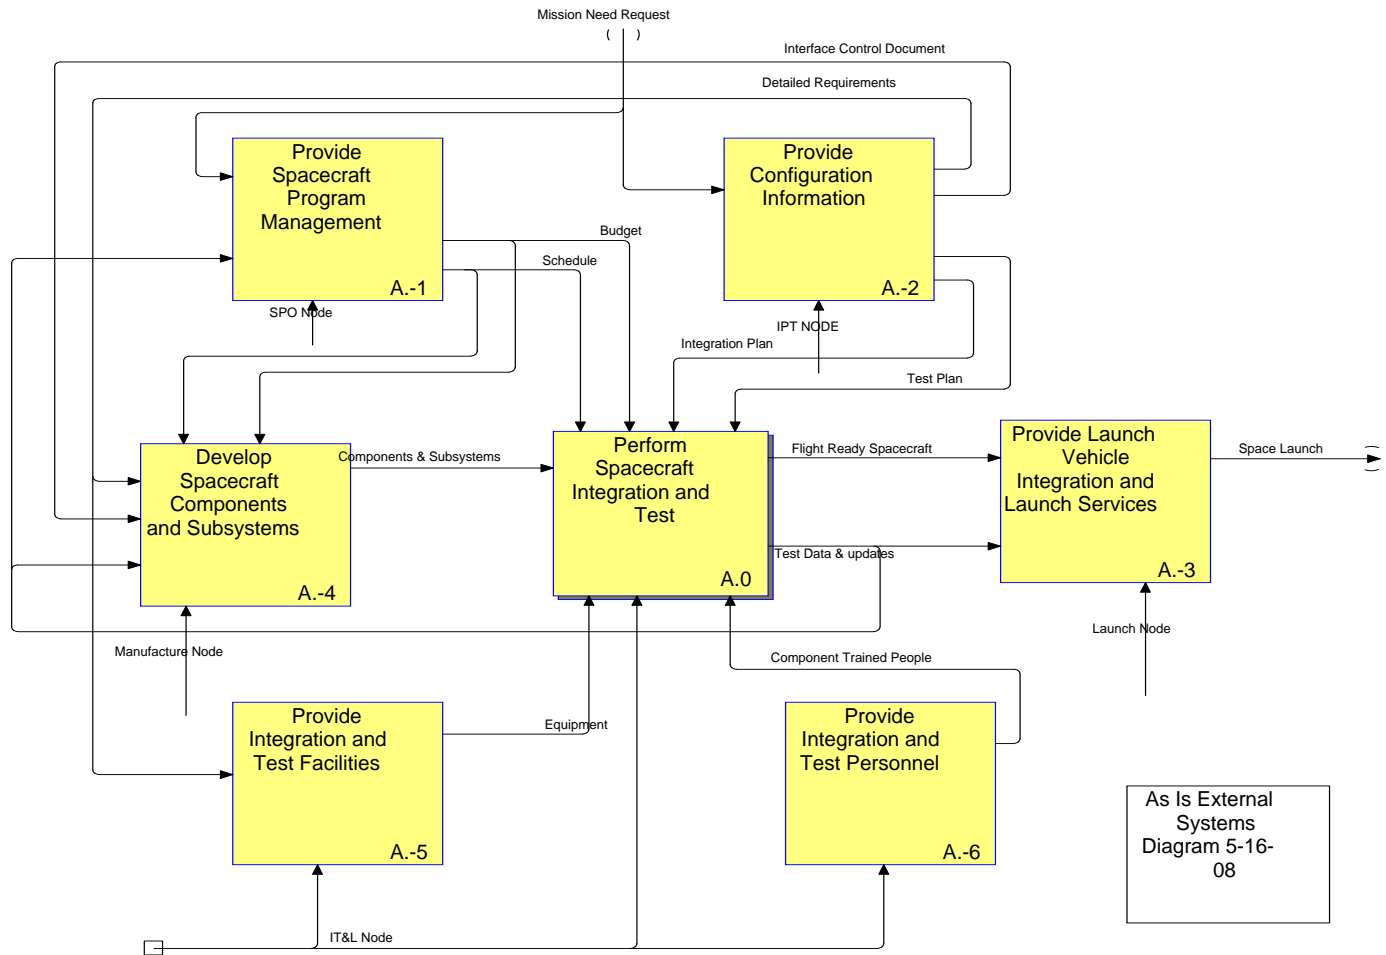 Mission Need Request
( )
Interface Control Document
Detailed Requirements
Provide
Spacecraft
Program
Management
A.-1
Provide
Configuration
Information
A.-2
Budget
Schedule
SPO Node
IPT NODE
Integration Plan
Test Plan
Develop
Spacecraft
Components
and Subsystems
A.-4
Components & Subsystems
Perform
Spacecraft
Integration and
Test
A.0
Flight Ready Spacecraft
Test Data & updates
Provide Launch
Vehicle
Integration and
Launch Services
A.-3
Space Launch
( )
Manufacture Node
Launch Node
Component Trained People
Provide
Integration and
Test Facilities
A.-5
Equipment
Provide
Integration and
Test Personnel
A.-6
IT&L Node
As Is External
Systems
Diagram 5-16-
08